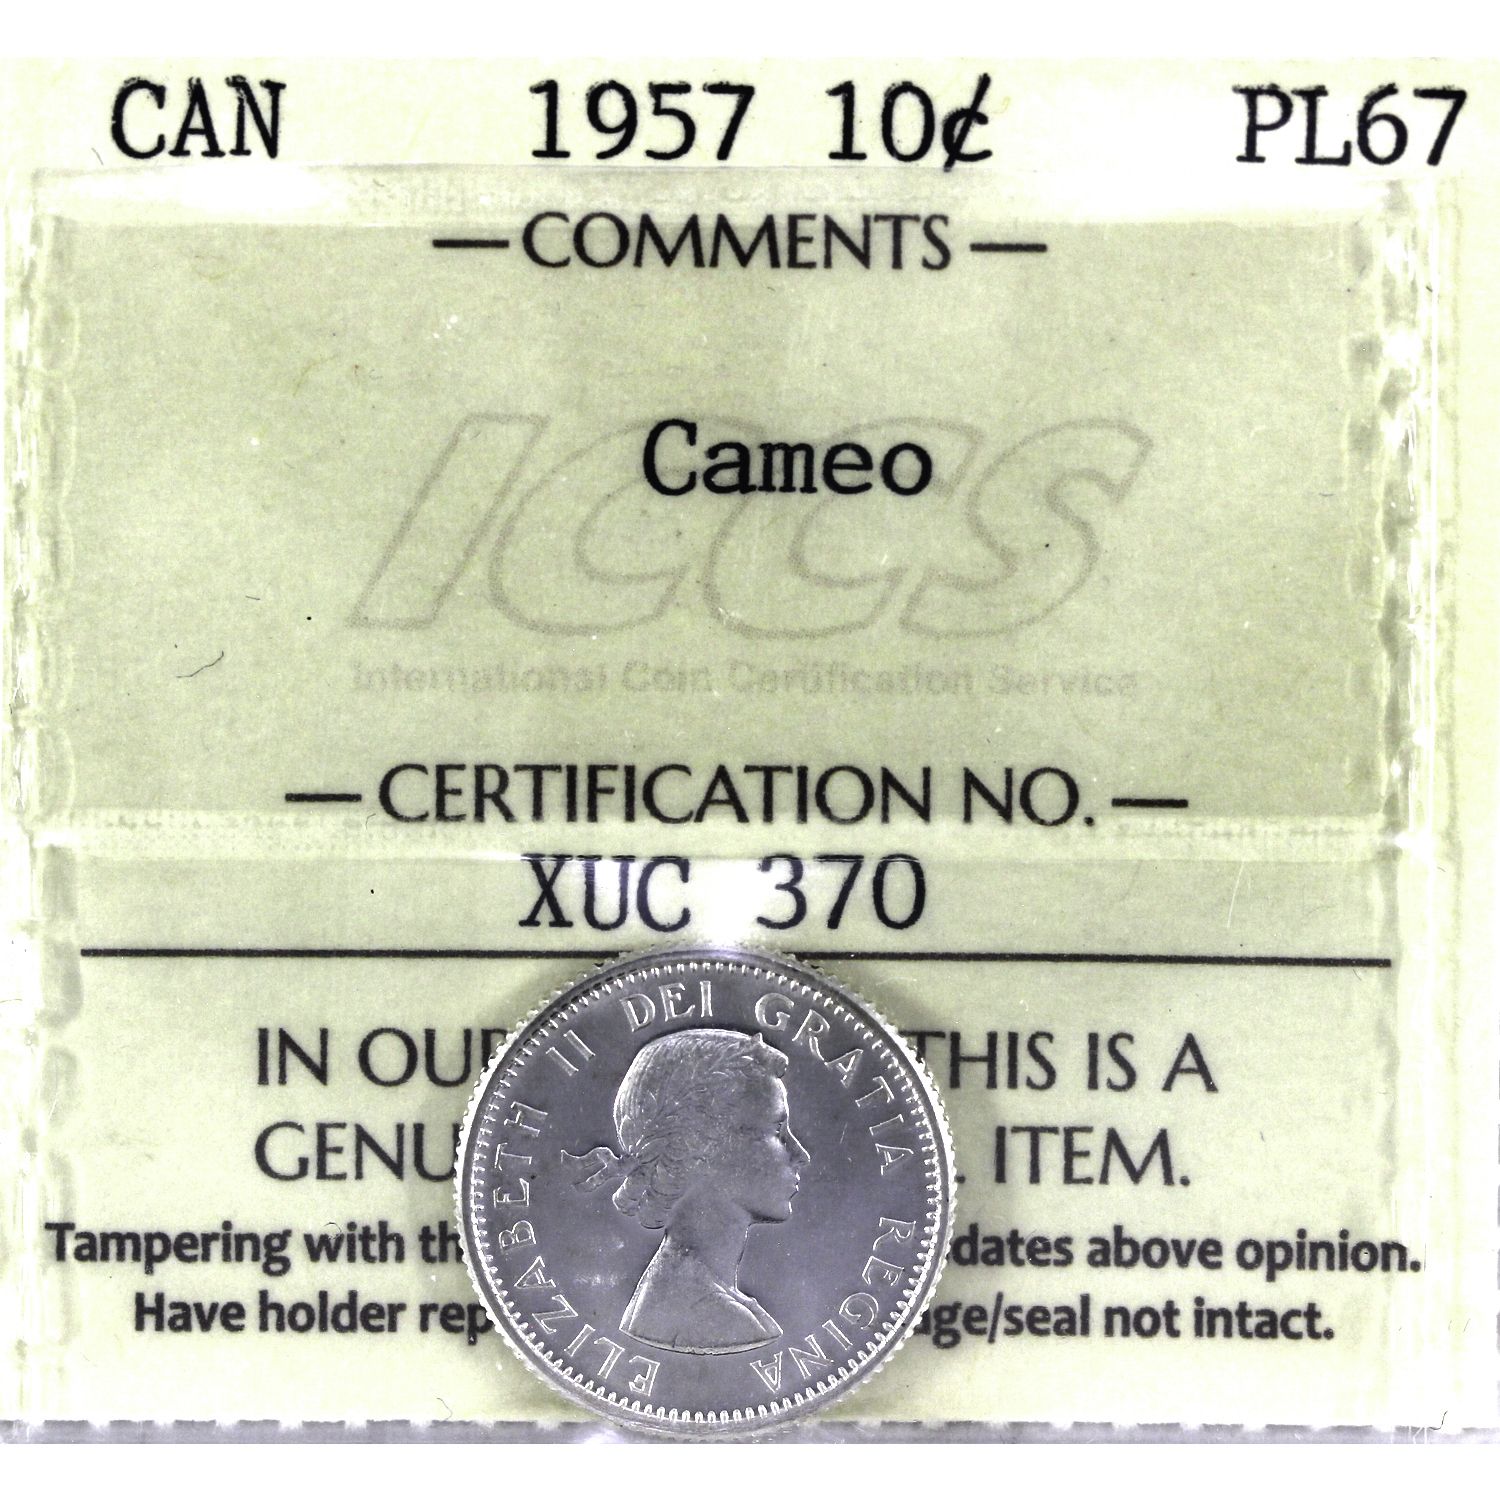 CAN 1957 10¢ PL67
— COMMENTS —
Cameo
ICCS
International Coin Certification Service
— CERTIFICATION NO. —
XUC 370
IN OU THIS IS A
GENU ITEM.
Tampering with th dates above opinion.
Have holder rep age/seal not intact.
ELIZABETH II DEI GRATIA REGINA